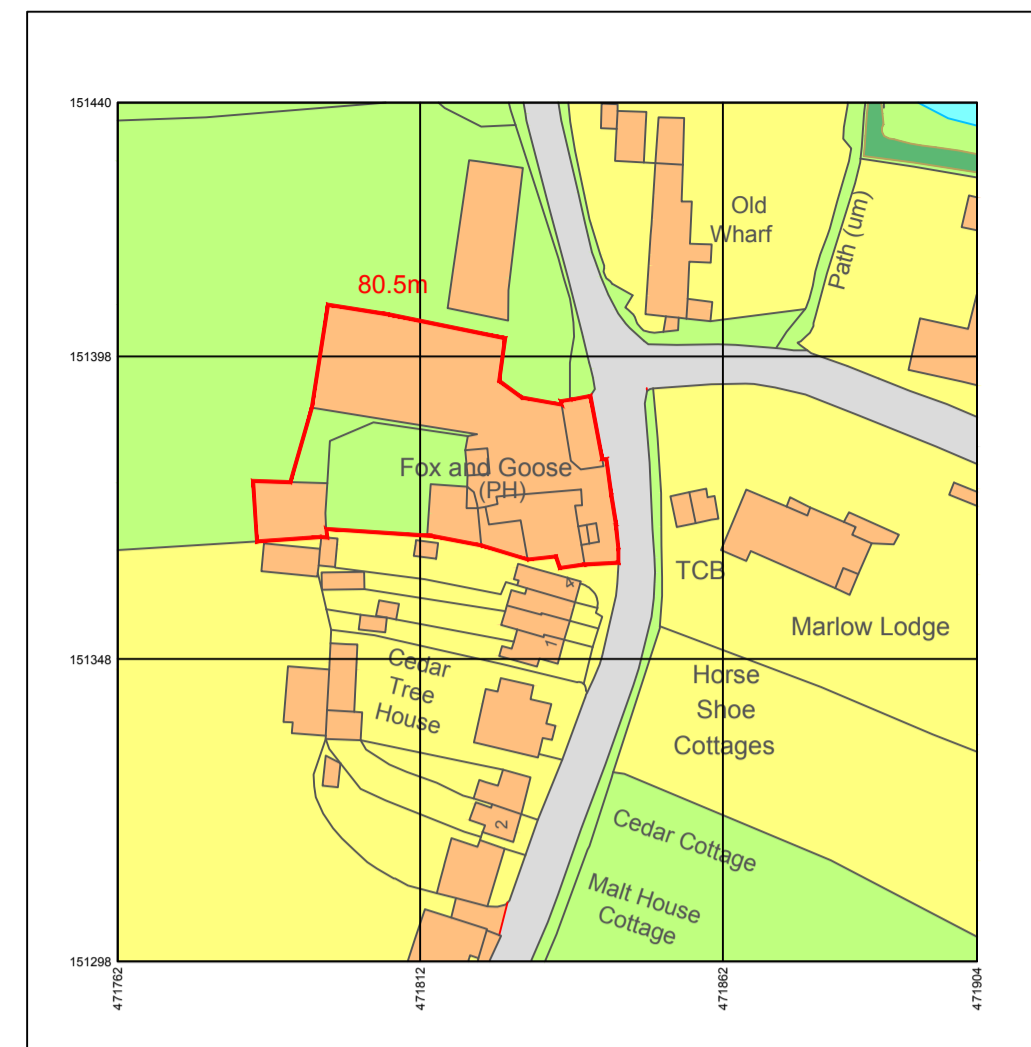 151440
Old
Wharf
Path (um)
80.5m
151398
Fox and Goose
(PH)
TCB
4
1
Marlow Lodge
151348
Cedar
Tree
House
Horse
Shoe
Cottages
2
Cedar Cottage
Malt House
Cottage
151298
471762
471812
471862
471904